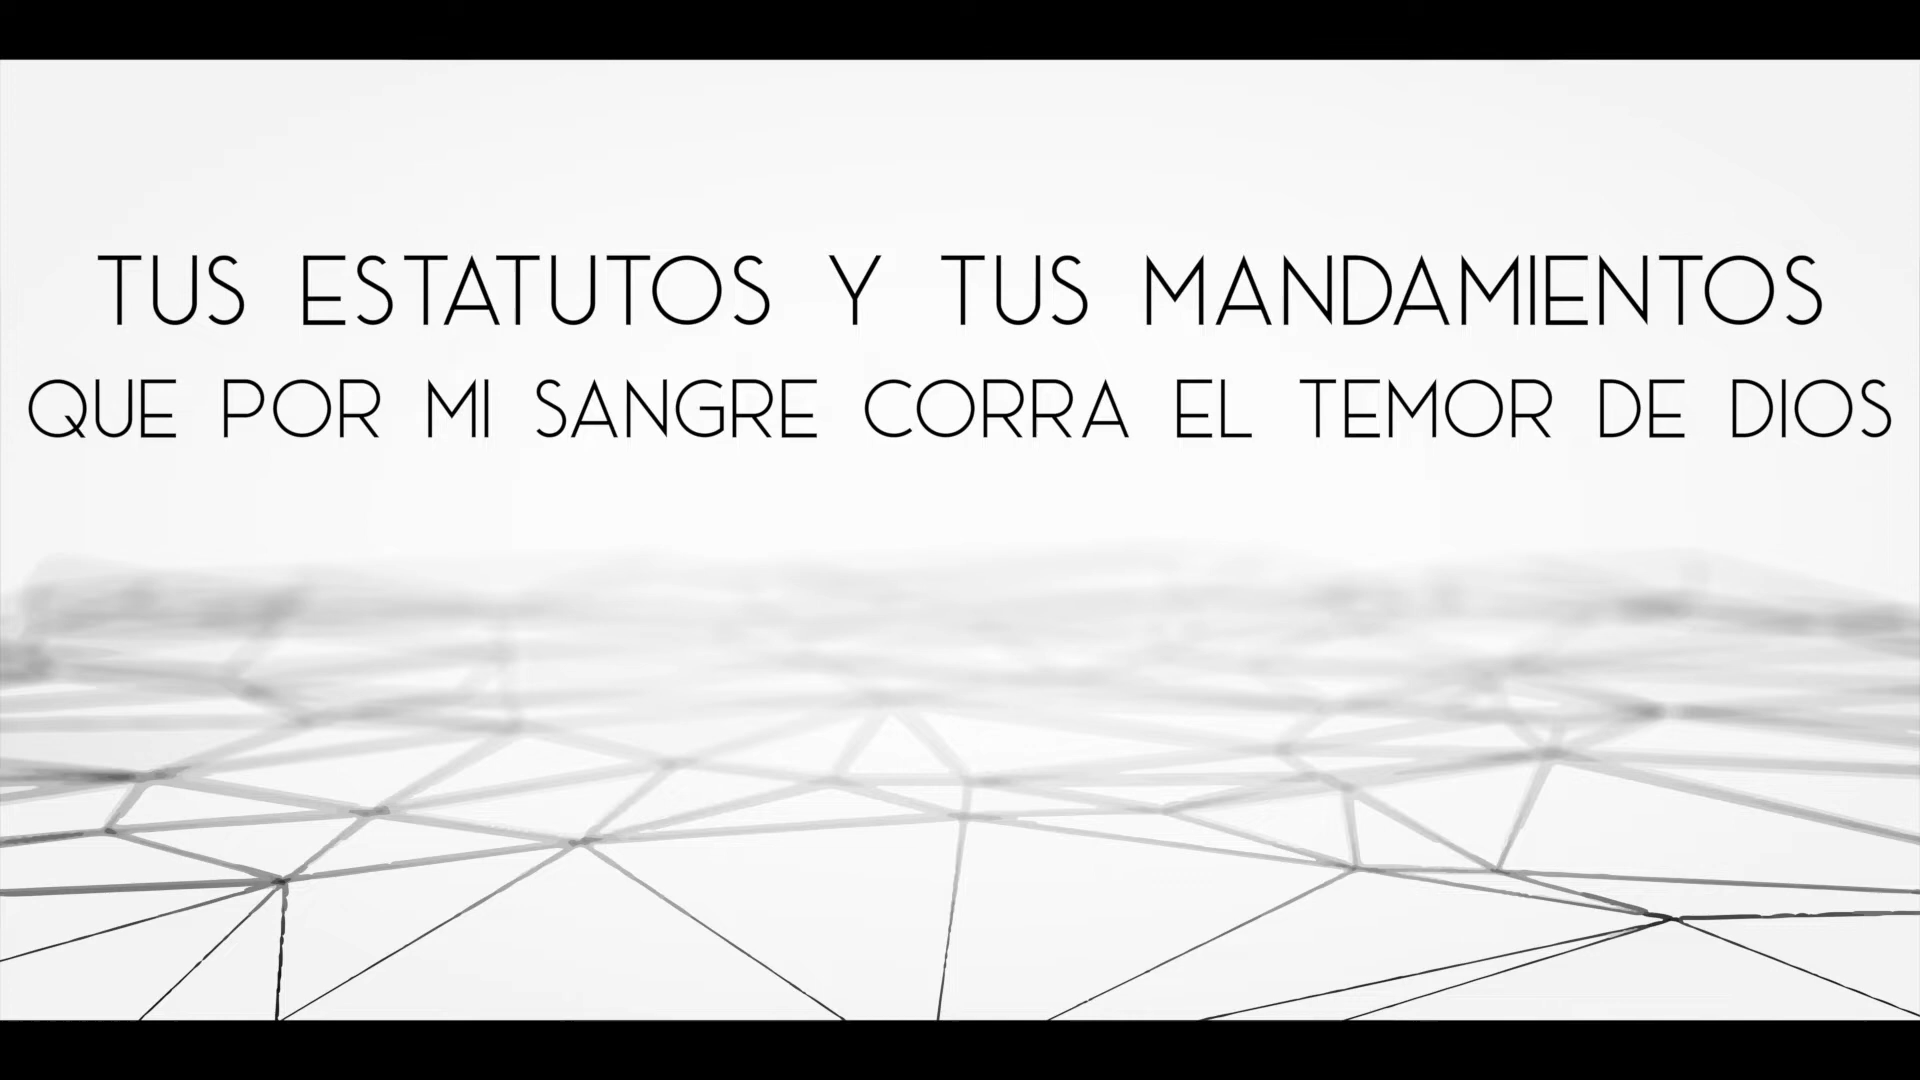 TUS ESTATUTOS Y TUS MANDAMIENTOS
QUE POR MI SANGRE CORRA EL TEMOR DE DIOS